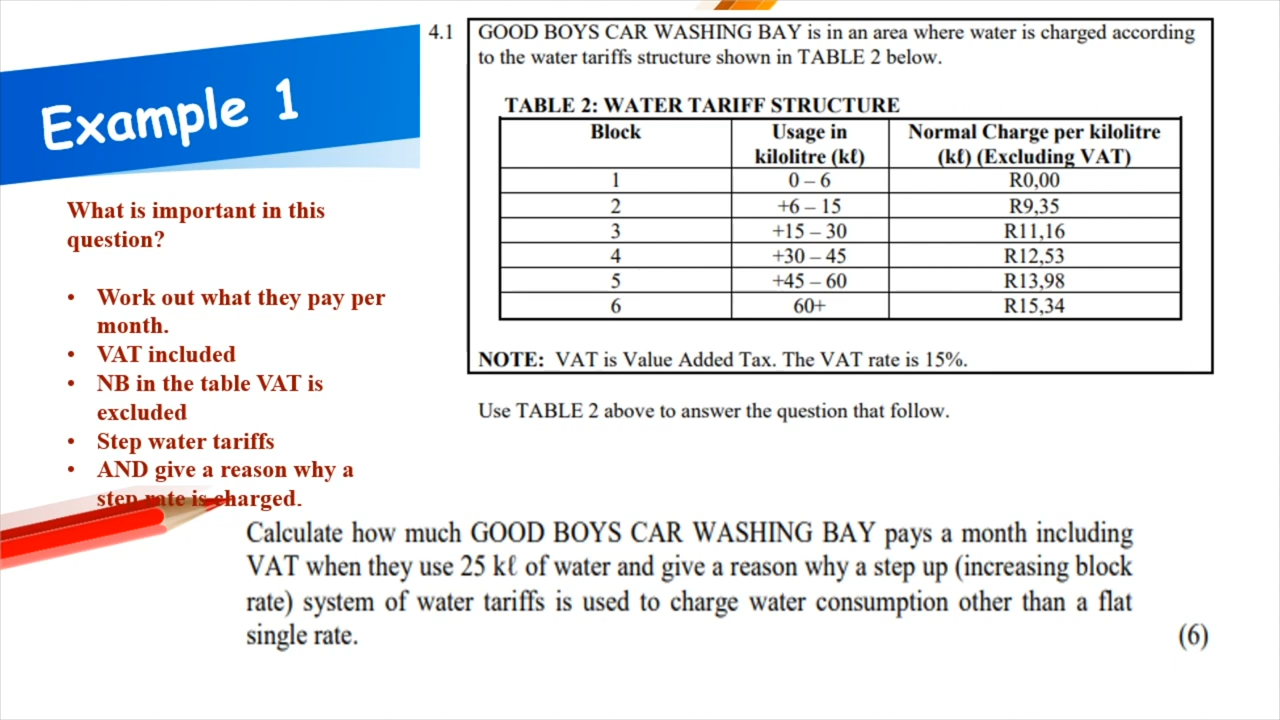 Example 1
What is important in this
question?
• Work out what they pay per
month.
• VAT included
• NB in the table VAT is
excluded
• Step water tariffs
• AND give a reason why a
step rate is charged.
4.1 GOOD BOYS CAR WASHING BAY is in an area where water is charged according
to the water tariffs structure shown in TABLE 2 below.
TABLE 2: WATER TARIFF STRUCTURE
Block Usage in Normal Charge per kilolitre
kilolitre (kℓ) (kℓ) (Excluding VAT)
1 0 – 6 R0,00
2 +6 – 15 R9,35
3 +15 – 30 R11,16
4 +30 – 45 R12,53
5 +45 – 60 R13,98
6 60+ R15,34
NOTE: VAT is Value Added Tax. The VAT rate is 15%.
Use TABLE 2 above to answer the question that follow.
Calculate how much GOOD BOYS CAR WASHING BAY pays a month including
VAT when they use 25 kℓ of water and give a reason why a step up (increasing block
rate) system of water tariffs is used to charge water consumption other than a flat
single rate. (6)